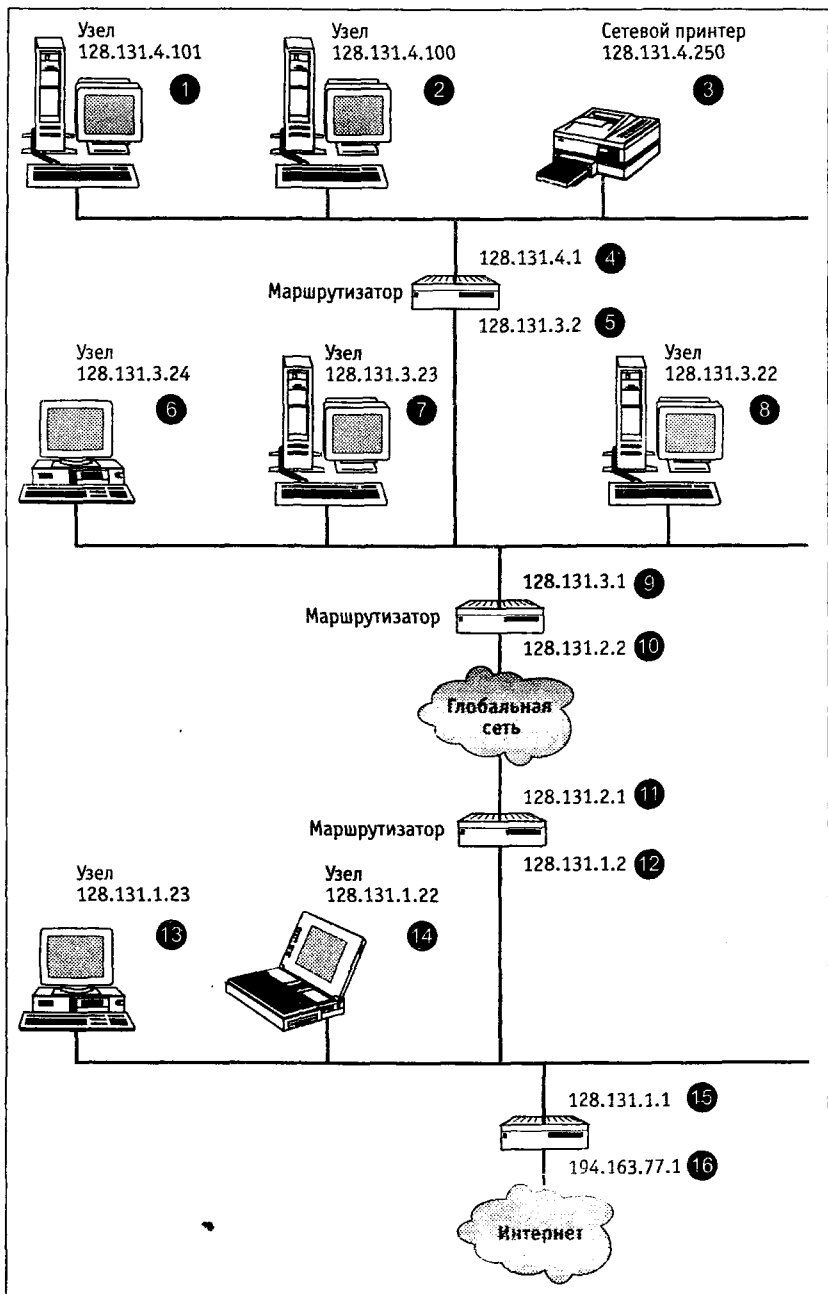 Узел
128.131.4.101
1
Узел
128.131.4.100
2
Сетевой принтер
128.131.4.250
3
128.131.4.1 4
Маршрутизатор
128.131.3.2 5
Узел
128.131.3.24
6
Узел
128.131.3.23
7
Узел
128.131.3.22
8
128.131.3.1 9
Маршрутизатор
128.131.2.2 10
Глобальная
сеть
128.131.2.1 11
Маршрутизатор
128.131.1.2 12
Узел
128.131.1.23
13
Узел
128.131.1.22
14
128.131.1.1 15
194.163.77.1 16
Интернет